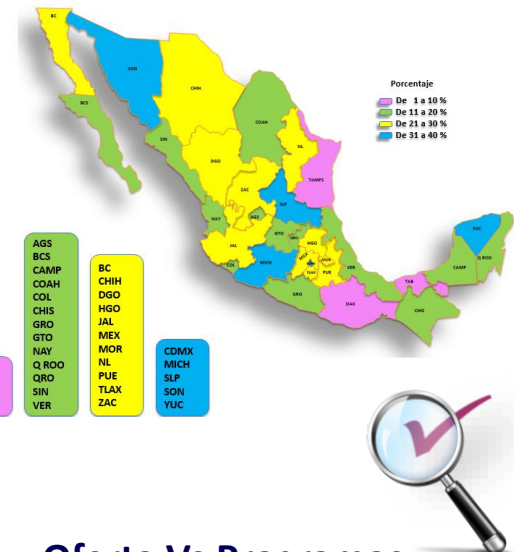 BC
SON
CHIH
BCS
COAH
SIN
NL
DGO
TAMPS
ZAC
SLP
NAY
AGS
GTO
QRO
HGO
JAL
COL
MICH
MEX
TLAX
PUE
VER
GRO
OAX
TAB
CHIS
CAMP
YUC
Q ROO
Porcentaje
De 1 a 10 %
De 11 a 20 %
De 21 a 30 %
De 31 a 40 %
AGS
BCS
CAMP
COAH
COL
CHIS
GRO
GTO
NAY
Q ROO
QRO
SIN
VER
BC
CHIH
DGO
HGO
JAL
MEX
MOR
NL
PUE
TLAX
ZAC
CDMX
MICH
SLP
SON
YUC
Oferta Vs Programas